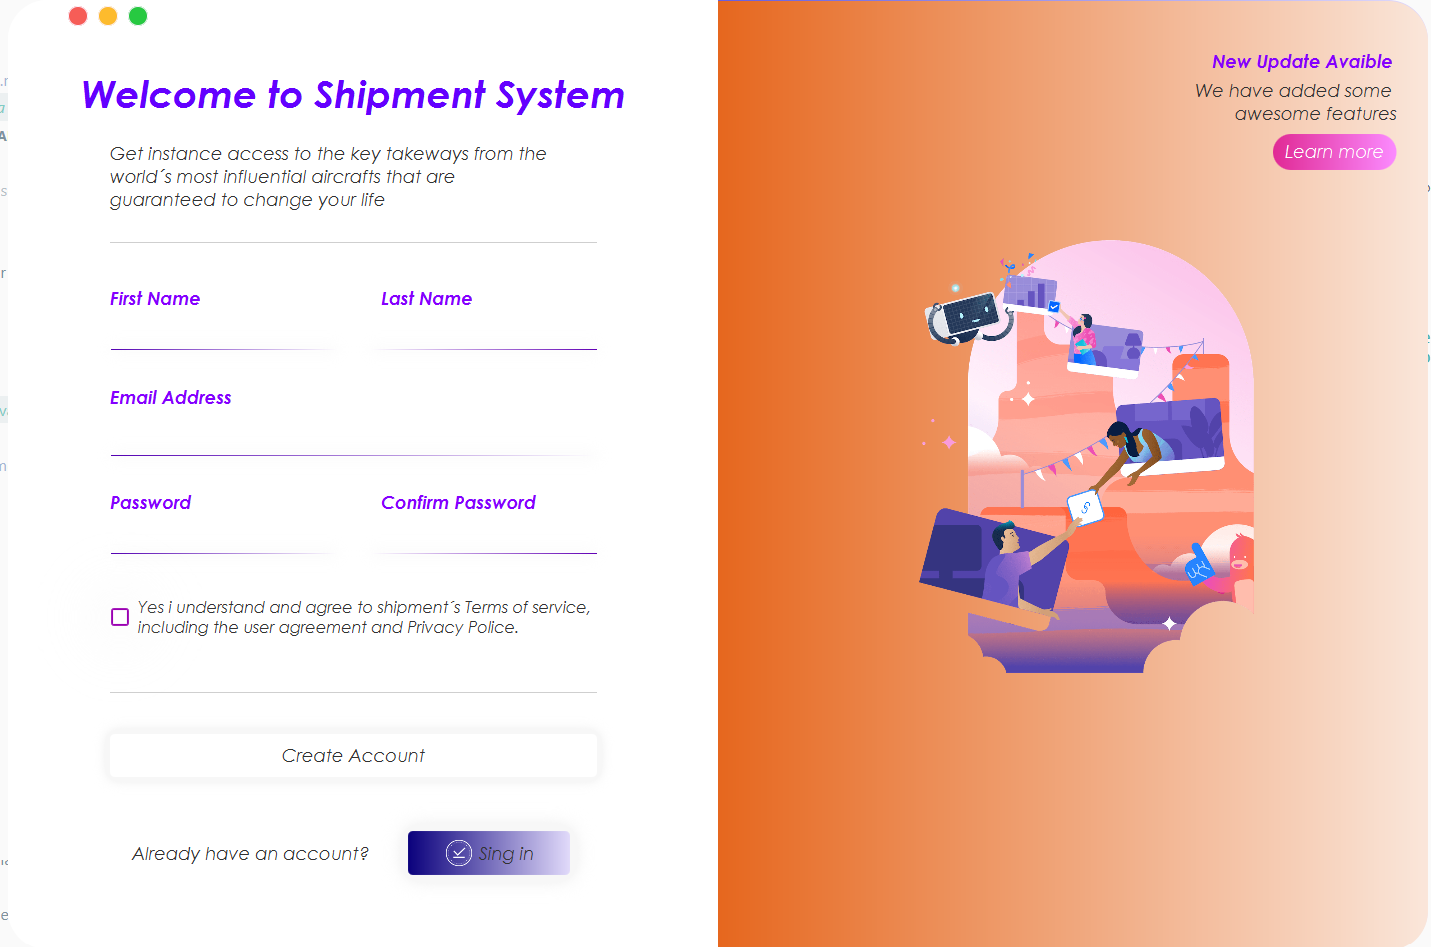 Welcome to Shipment System
Get instance access to the key takeways from the
world´s most influential aircrafts that are
guaranteed to change your life
First Name
Last Name
Email Address
Password
Confirm Password
Yes i understand and agree to shipment´s Terms of service,
including the user agreement and Privacy Police.
Create Account
Already have an account?
Sing in
New Update Avaible
We have added some
awesome features
Learn more